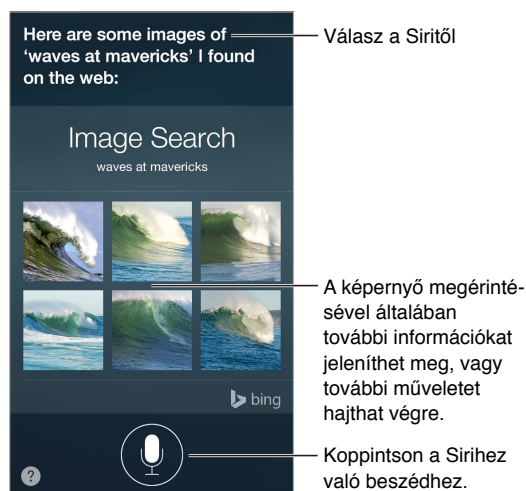 Here are some images of
‘waves at mavericks’ I found
on the web:
Válasz a Siritől
Image Search
waves at mavericks
A képernyő megérinté-
sével általában
további információkat
jeleníthet meg, vagy
további műveletet
hajthat végre.
bing
Koppintson a Sirihez
való beszédhez.
?